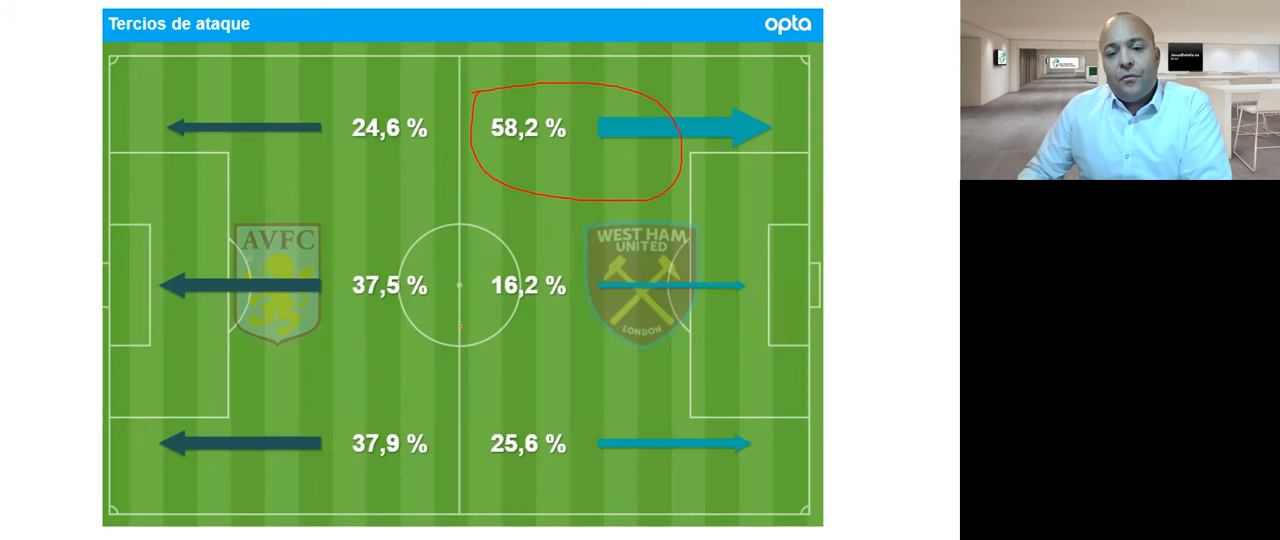 Tercios de ataque
opta
24,6 %
58,2 %
AVFC
37,5 %
16,2 %
WEST HAM
UNITED
LONDON
37,9 %
25,6 %